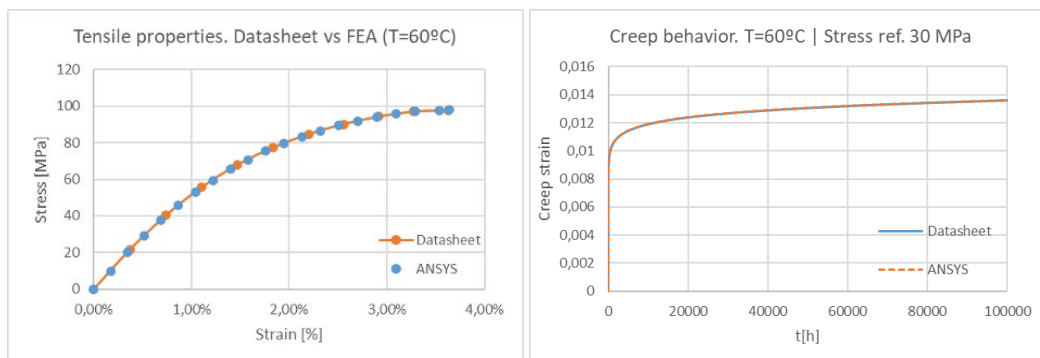 Tensile properties. Datasheet vs FEA (T=60ºC)
120
100
80
60
40
20
0
Stress [MPa]
Datasheet
ANSYS
0,00%
1,00%
2,00%
3,00%
4,00%
Strain [%]
Creep behavior. T=60ºC | Stress ref. 30 MPa
0,016
0,014
0,012
0,01
0,008
0,006
0,004
0,002
0
Creep strain
Datasheet
ANSYS
0
20000
40000
60000
80000
100000
t[h]